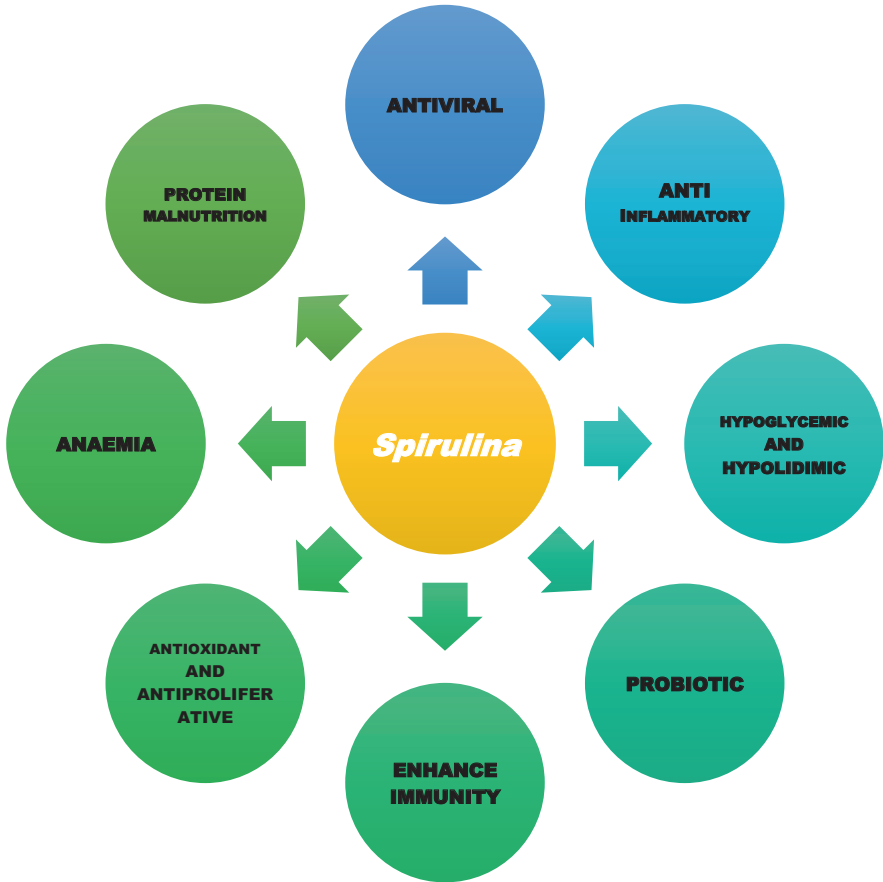 ANTIVIRAL
PROTEIN
MALNUTRITION
ANTI
INFLAMMATORY
ANAEMIA
Spirulina
HYPOGLYCEMIC
AND
HYPOLIDIMIC
ANTIOXIDANT
AND
ANTIPROLIFER
ATIVE
PROBIOTIC
ENHANCE
IMMUNITY